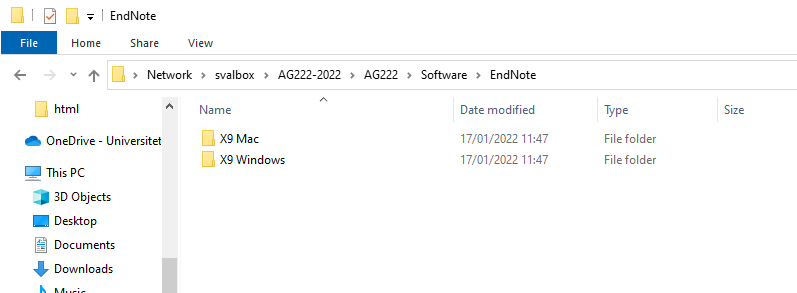 EndNote
File Home Share View
Network svalbox AG222-2022 AG222 Software EndNote
html
OneDrive - Universitet
This PC
3D Objects
Desktop
Documents
Downloads
Music
Name Date modified Type Size
X9 Mac 17/01/2022 11:47 File folder
X9 Windows 17/01/2022 11:47 File folder